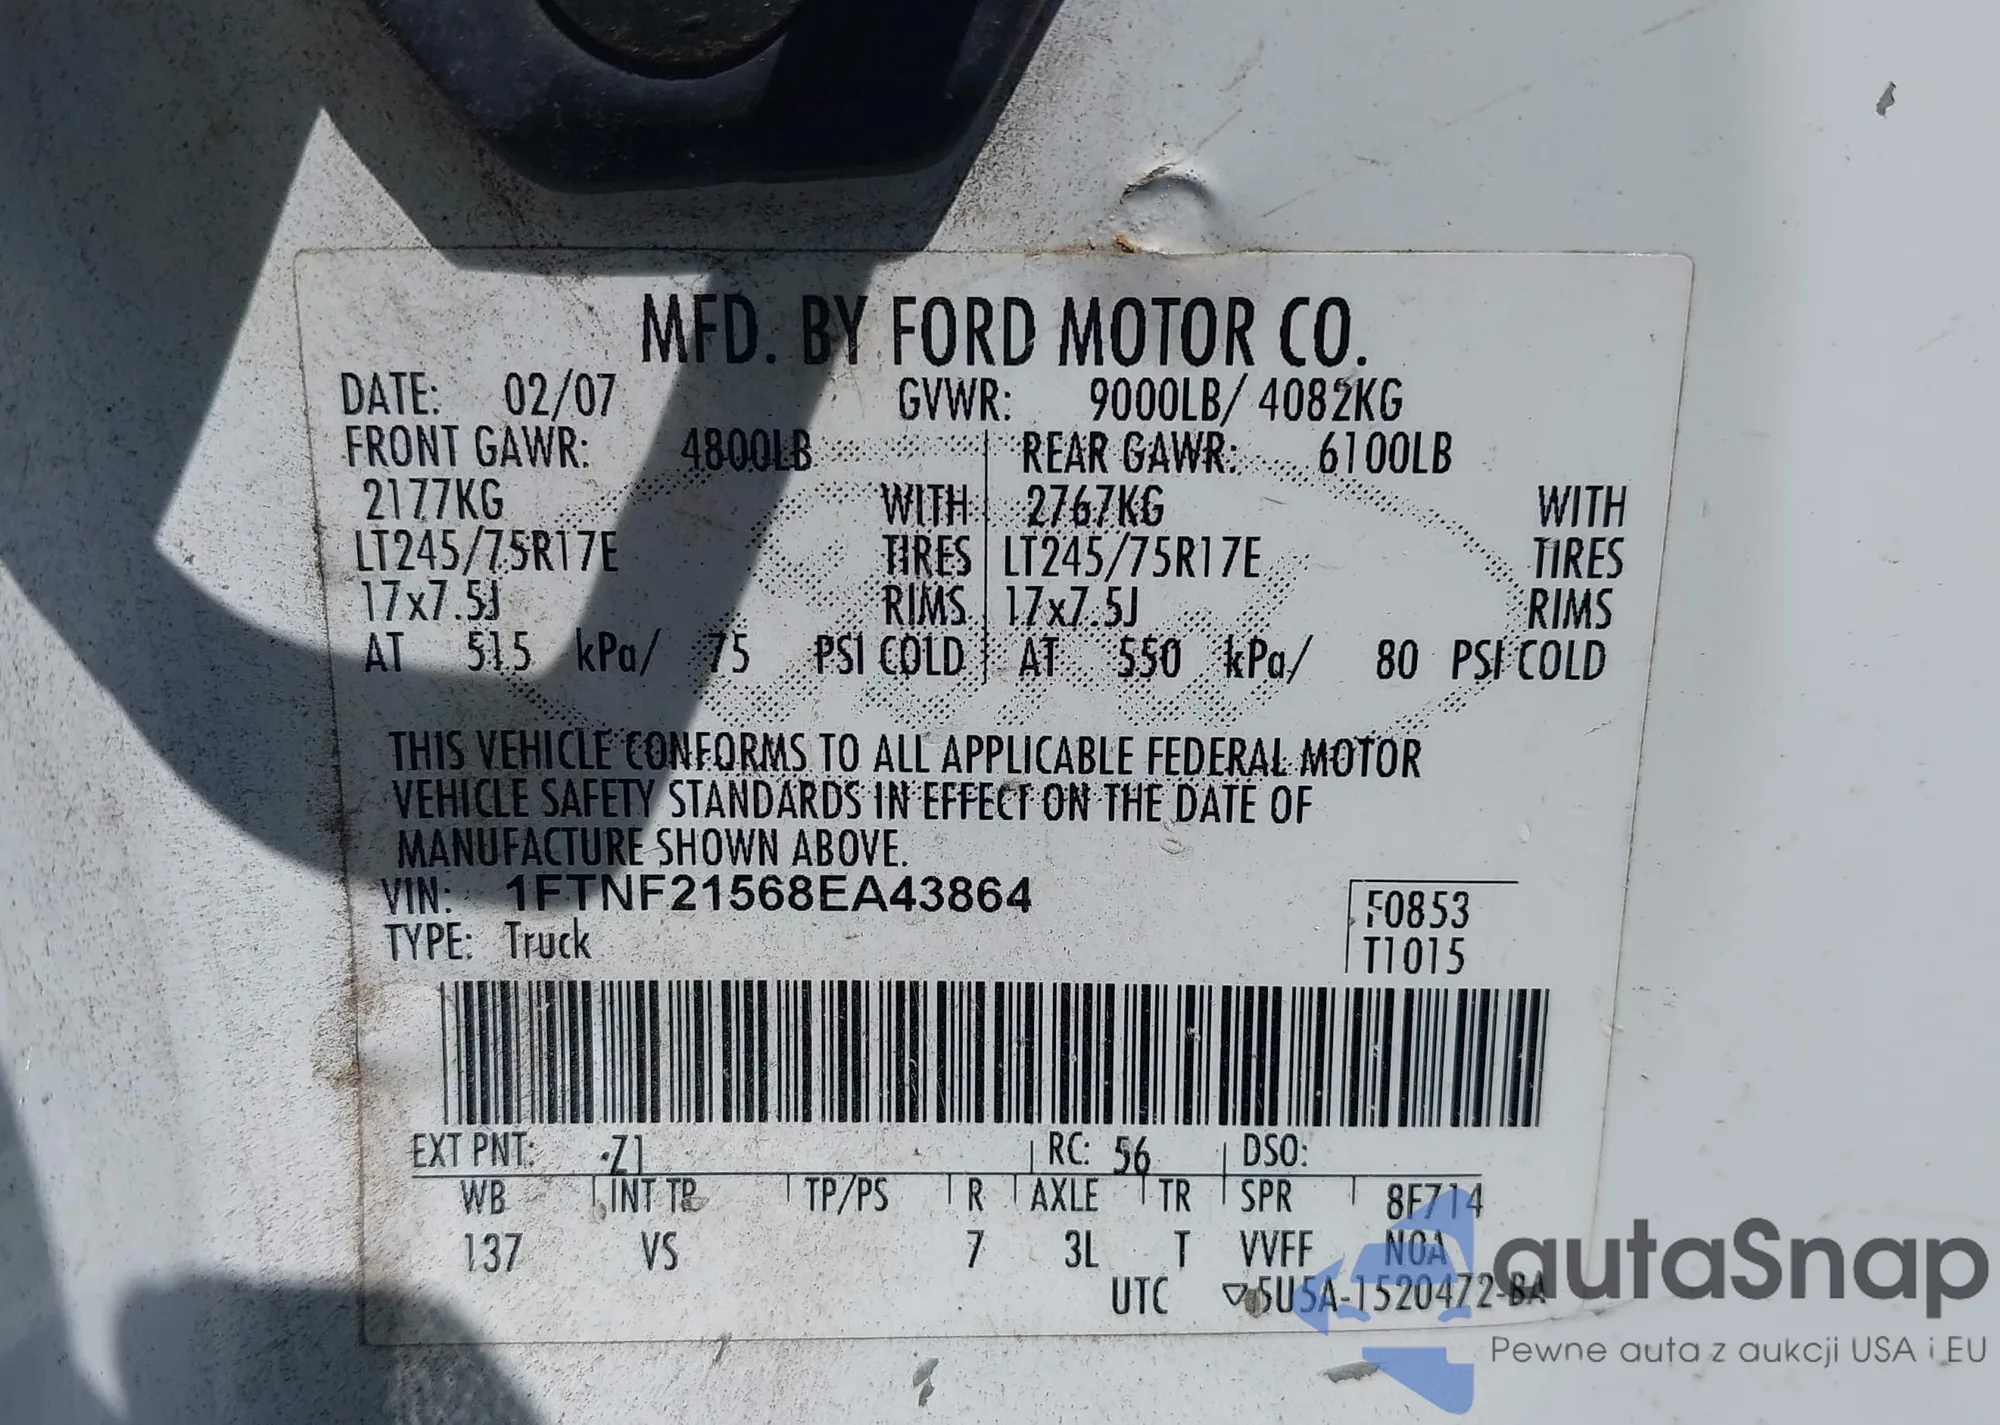 MFD. BY FORD MOTOR CO.
DATE: 02/07 GVWR: 9000LB/ 4082KG
FRONT GAWR: 4800LB REAR GAWR: 6100LB
2177KG WITH 2767KG WITH
LT245/75R17E TIRES LT245/75R17E TIRES
17x7.5J RIMS 17x7.5J RIMS
AT 515 kPa/ 75 PSI COLD AT 550 kPa/ 80 PSI COLD
THIS VEHICLE CONFORMS TO ALL APPLICABLE FEDERAL MOTOR
VEHICLE SAFETY STANDARDS IN EFFECT ON THE DATE OF
MANUFACTURE SHOWN ABOVE.
VIN: 1FTNF21568EA43864
F0853
TYPE: Truck
T1015
EXT PNT: Z1 RC: 56 DSO:
WB INT TR TP/PS R AXLE TR SPR 8F714
137 VS 7 3L T VVFF N0A
UTC ▽5U5A-1520472-BA
autaSnap
Pewne auta z aukcji USA i EU